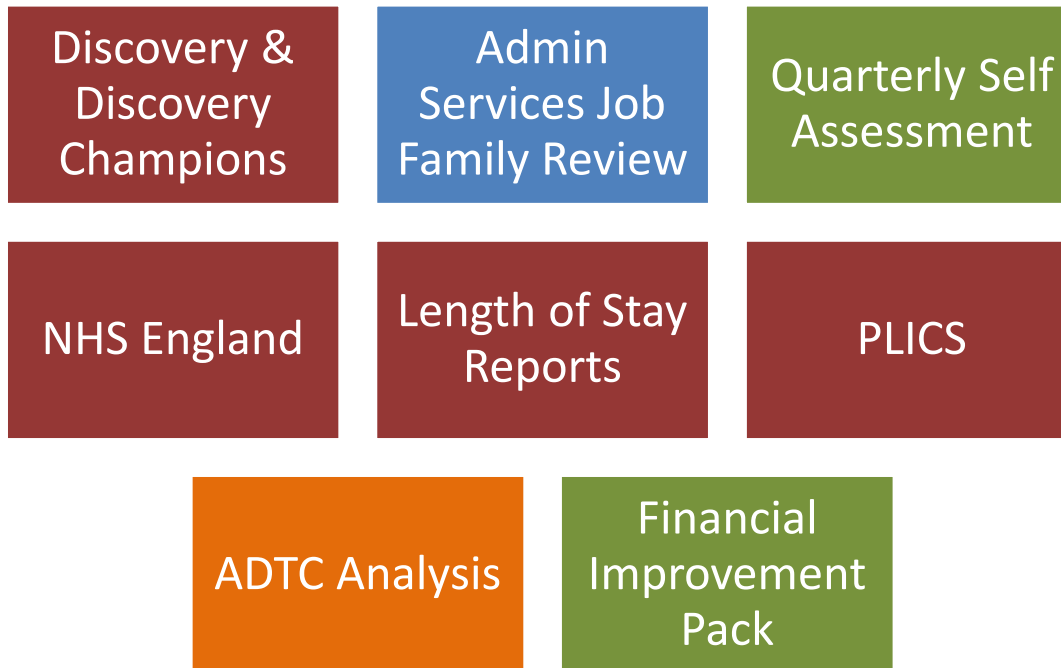 Discovery &
Discovery
Champions
Admin
Services Job
Family Review
Quarterly Self
Assessment
NHS England
Length of Stay
Reports
PLICS
ADTC Analysis
Financial
Improvement
Pack